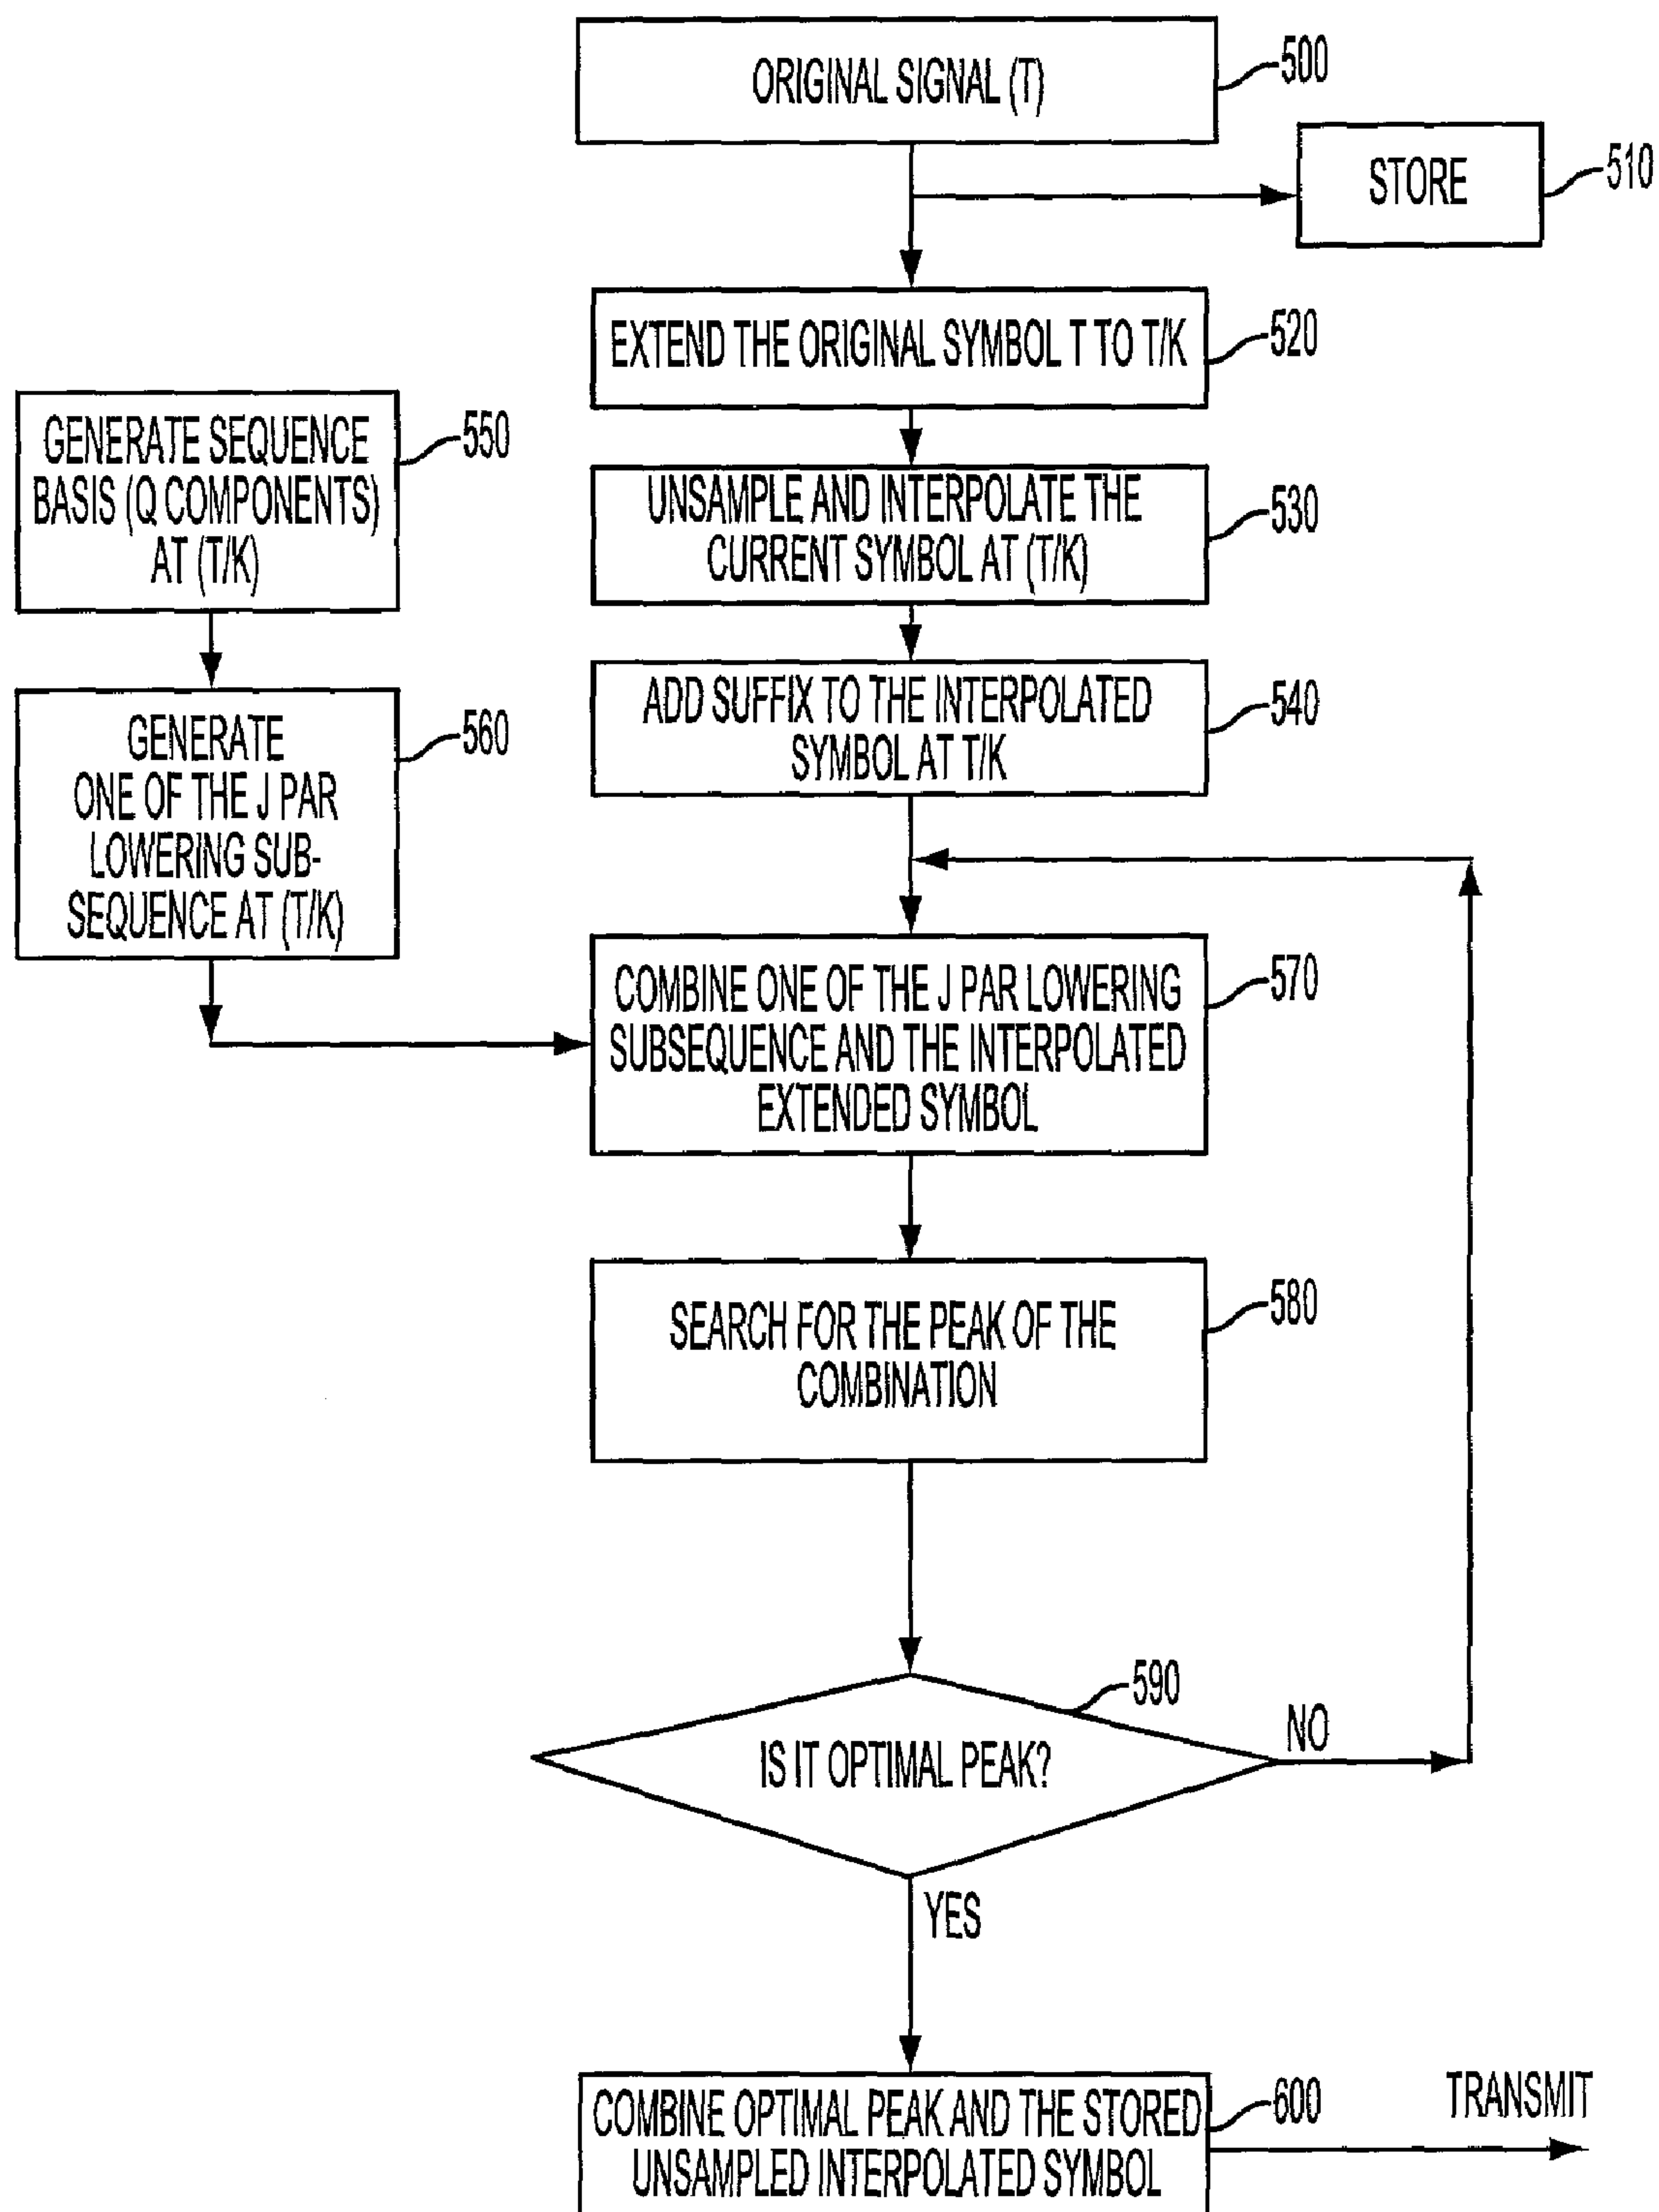 ORIGINAL SIGNAL (T)
500
STORE
510
EXTEND THE ORIGINAL SYMBOL T TO T/K
520
GENERATE SEQUENCE
BASIS (Q COMPONENTS)
AT (T/K)
550
UNSAMPLE AND INTERPOLATE THE
CURRENT SYMBOL AT (T/K)
530
ADD SUFFIX TO THE INTERPOLATED
SYMBOL AT T/K
540
GENERATE
ONE OF THE J PAR
LOWERING SUB-
SEQUENCE AT (T/K)
560
COMBINE ONE OF THE J PAR LOWERING
SUBSEQUENCE AND THE INTERPOLATED
EXTENDED SYMBOL
570
SEARCH FOR THE PEAK OF THE
COMBINATION
580
590
IS IT OPTIMAL PEAK?
NO
YES
COMBINE OPTIMAL PEAK AND THE STORED
UNSAMPLED INTERPOLATED SYMBOL
600
TRANSMIT